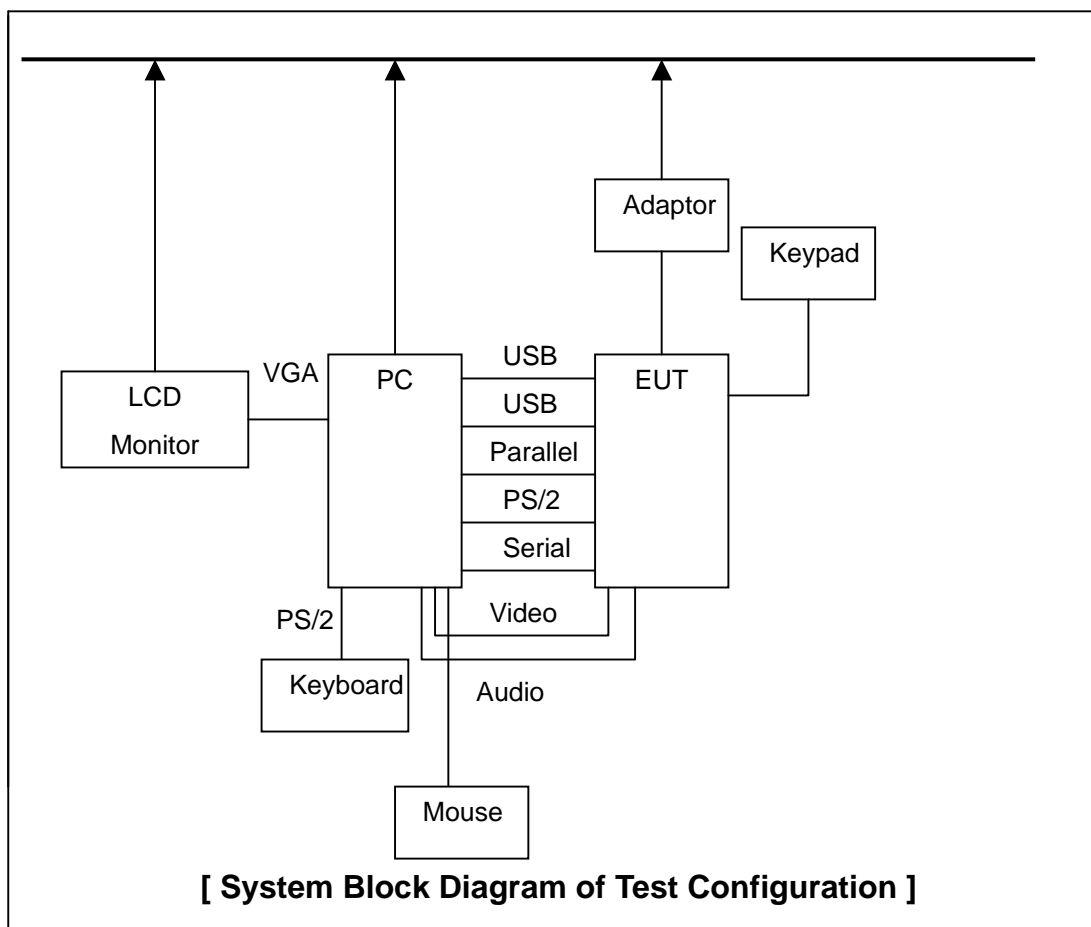 Adaptor
Keypad
USB
VGA
PC
EUT
LCD
Monitor
USB
Parallel
PS/2
Serial
PS/2
Video
Keyboard
Audio
Mouse
[ System Block Diagram of Test Configuration ]